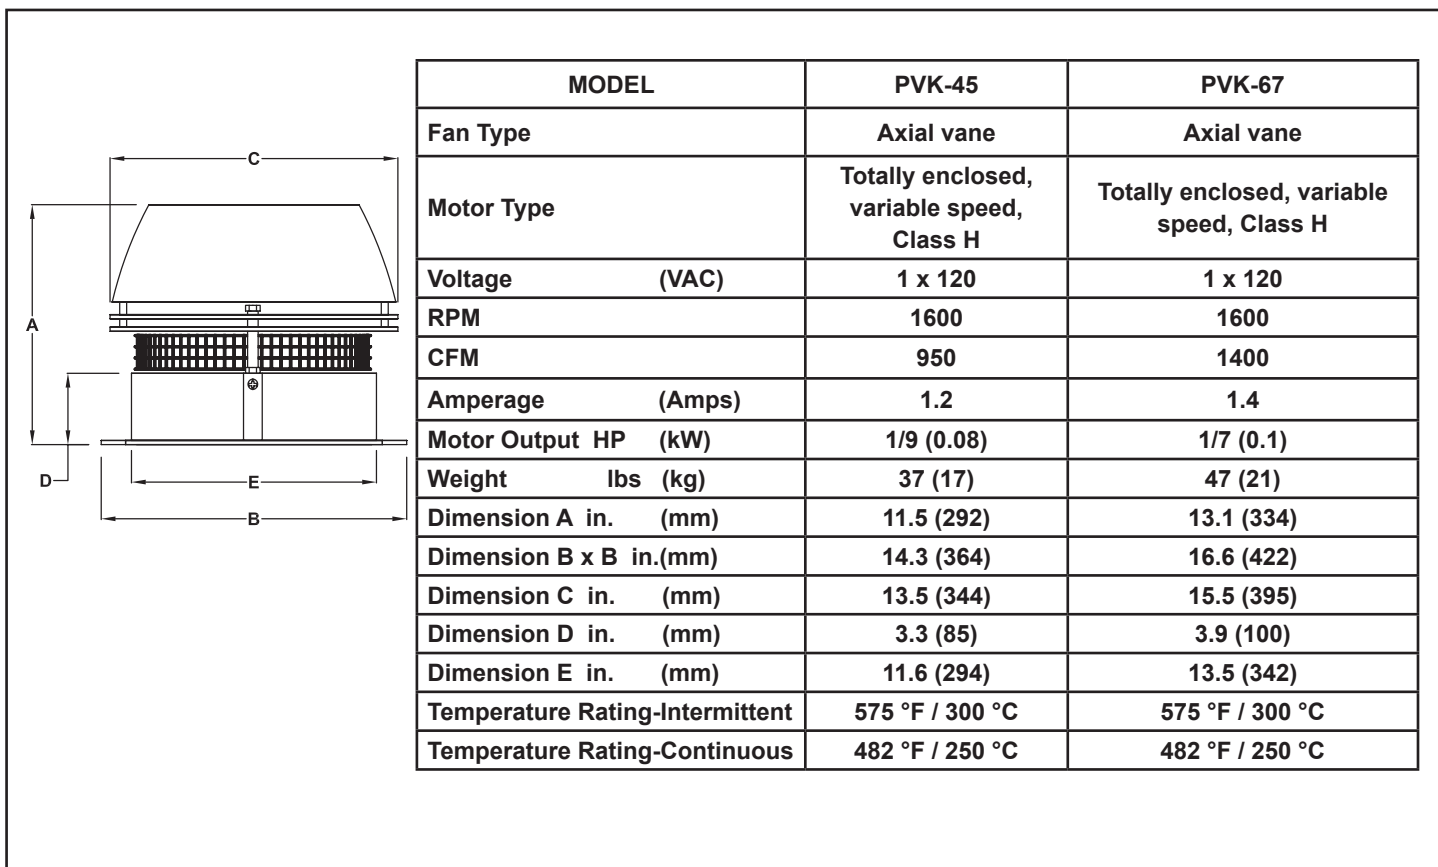 MODEL PVK-45 PVK-67
Fan Type Axial vane Axial vane
Motor Type Totally enclosed, variable speed, Class H Totally enclosed, variable speed, Class H
Voltage (VAC) 1 x 120 1 x 120
RPM 1600 1600
CFM 950 1400
Amperage (Amps) 1.2 1.4
Motor Output HP (kW) 1/9 (0.08) 1/7 (0.1)
Weight lbs (kg) 37 (17) 47 (21)
Dimension A in. (mm) 11.5 (292) 13.1 (334)
Dimension B x B in.(mm) 14.3 (364) 16.6 (422)
Dimension C in. (mm) 13.5 (344) 15.5 (395)
Dimension D in. (mm) 3.3 (85) 3.9 (100)
Dimension E in. (mm) 11.6 (294) 13.5 (342)
Temperature Rating-Intermittent 575 °F / 300 °C 575 °F / 300 °C
Temperature Rating-Continuous 482 °F / 250 °C 482 °F / 250 °C
C
A
D
E
B